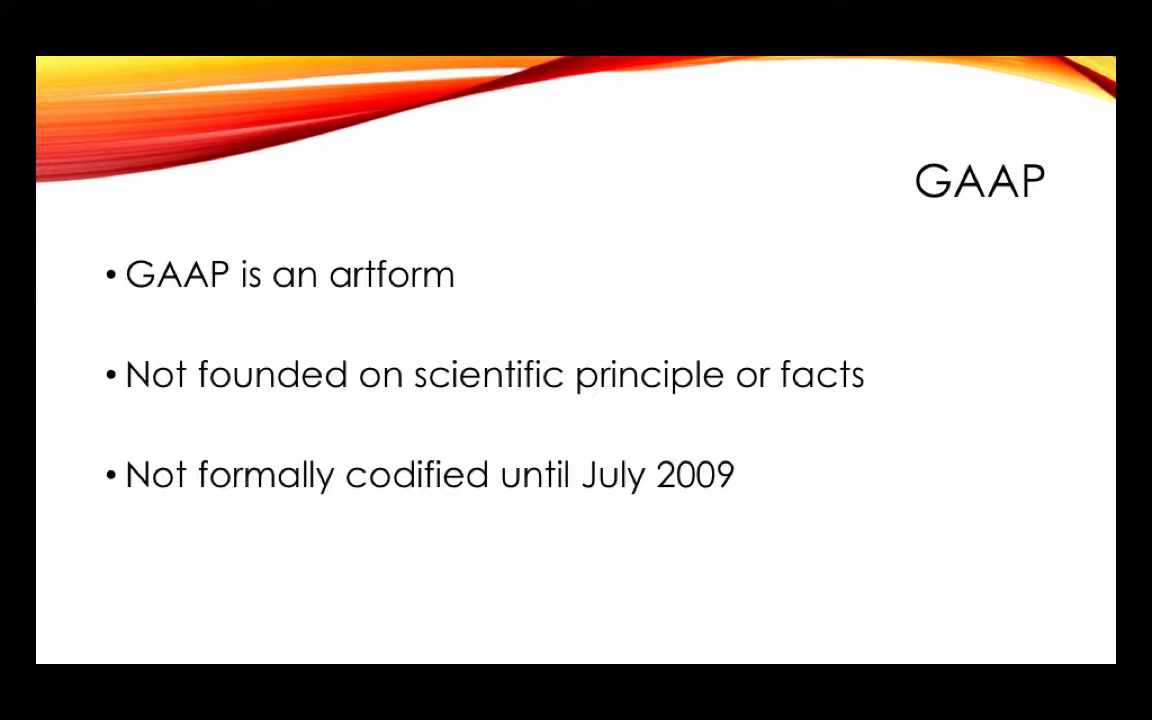 GAAP
• GAAP is an artform
• Not founded on scientific principle or facts
• Not formally codified until July 2009